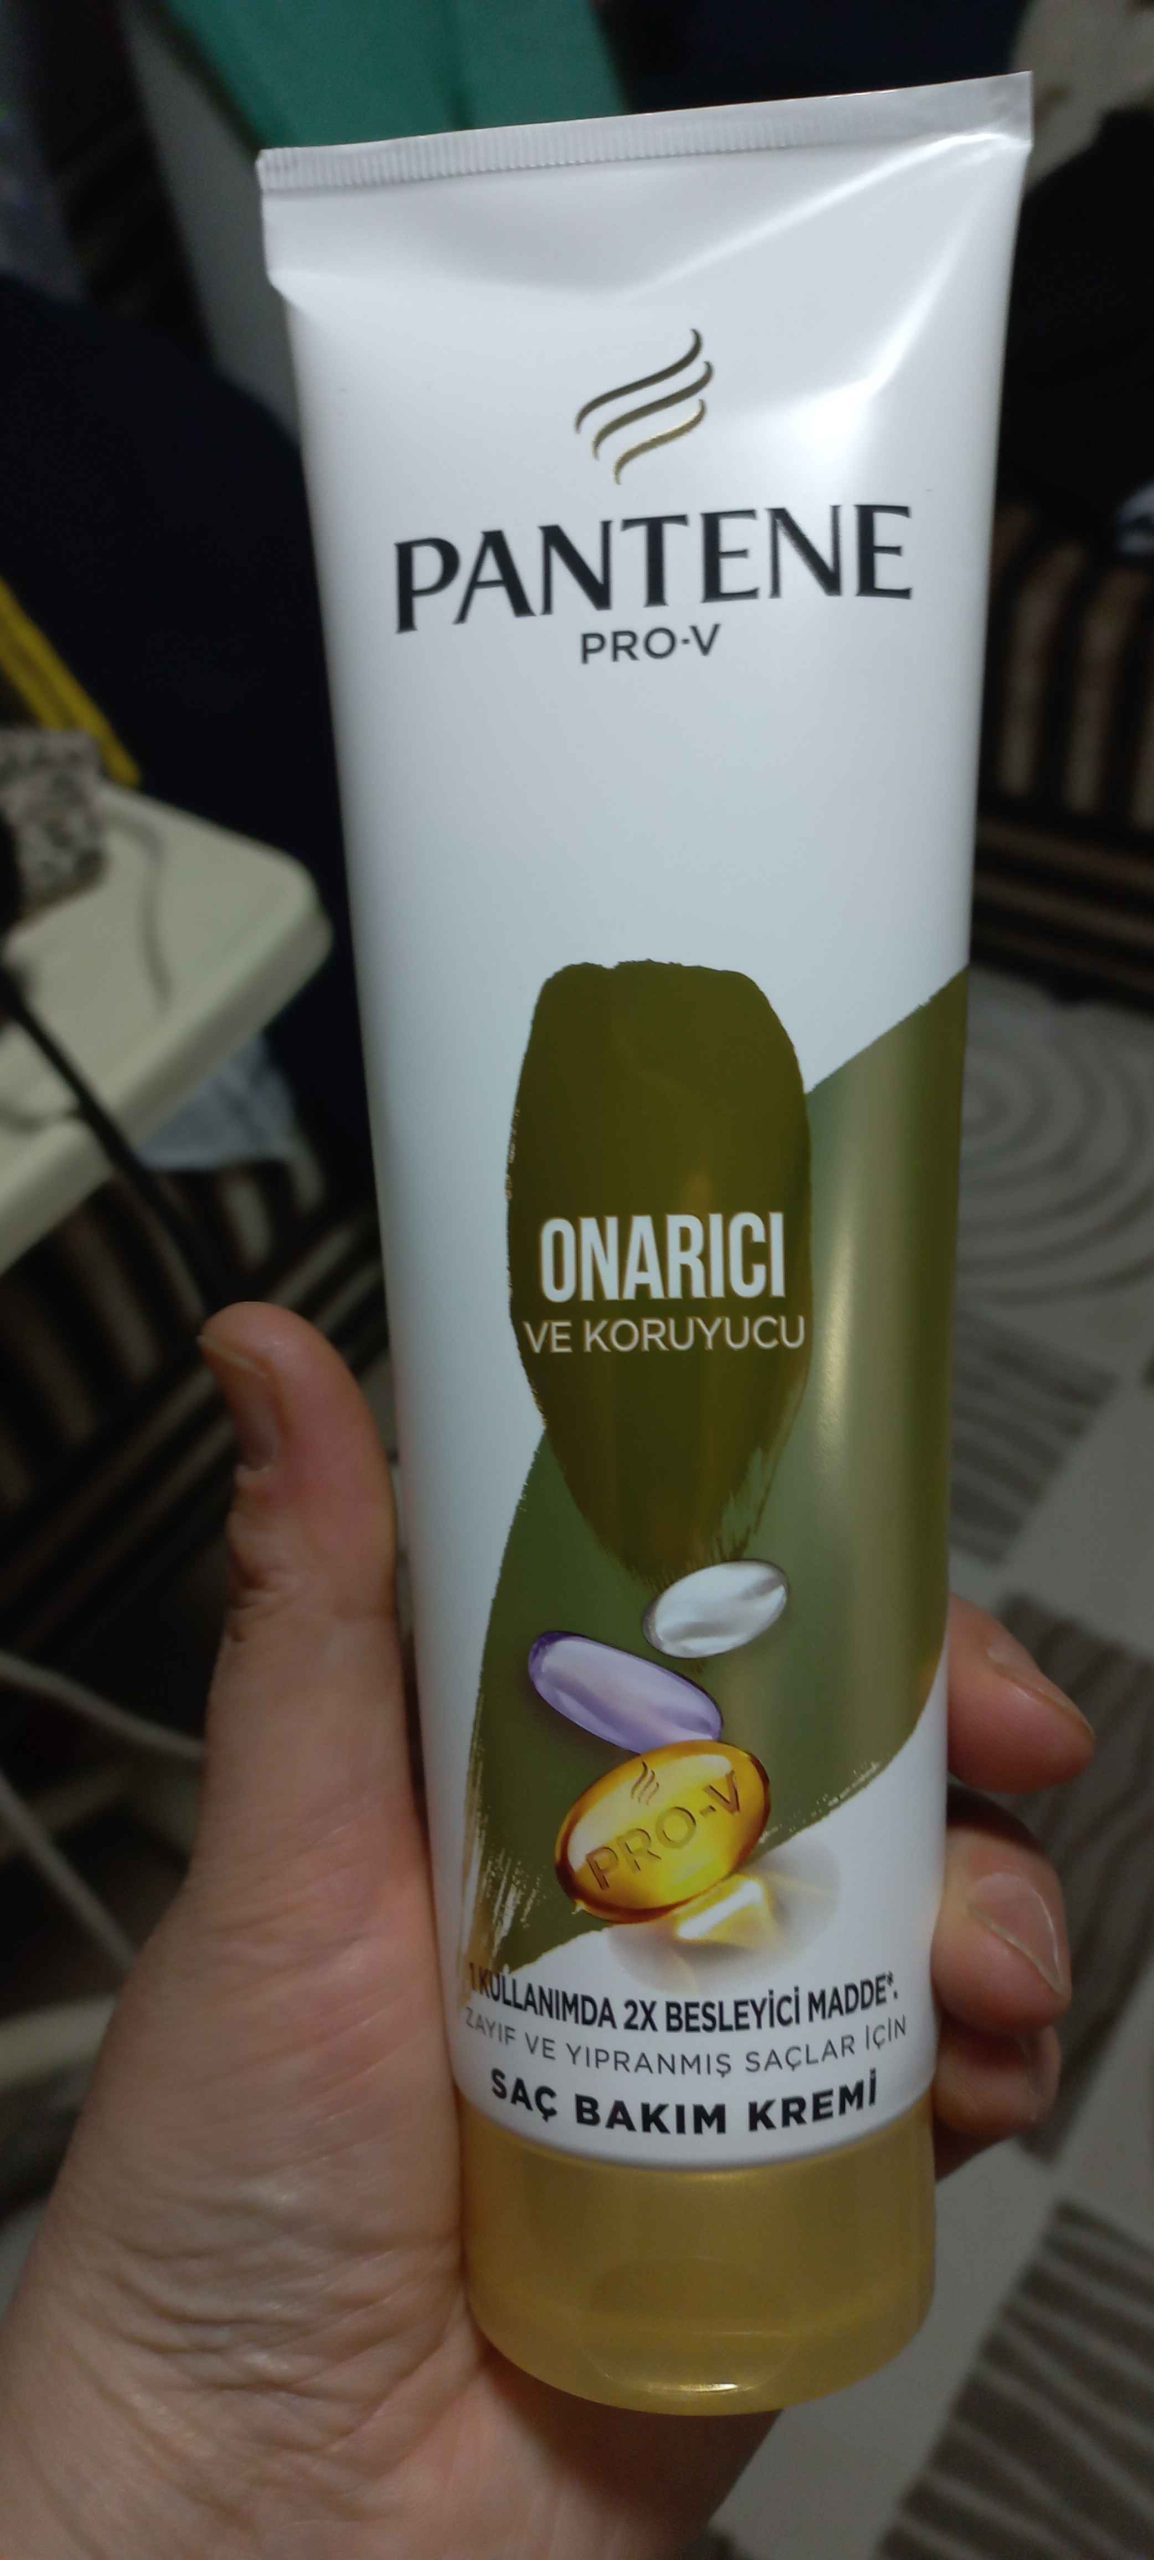 PANTENE
PRO-V
ONARICI
VE KORUYUCU
PRO-V
1 KULLANIMDA 2X BESLEYİCİ MADDE*.
ZAYIF VE YIPRANMIŞ SAÇLAR İÇİN
SAÇ BAKIM KREMİ